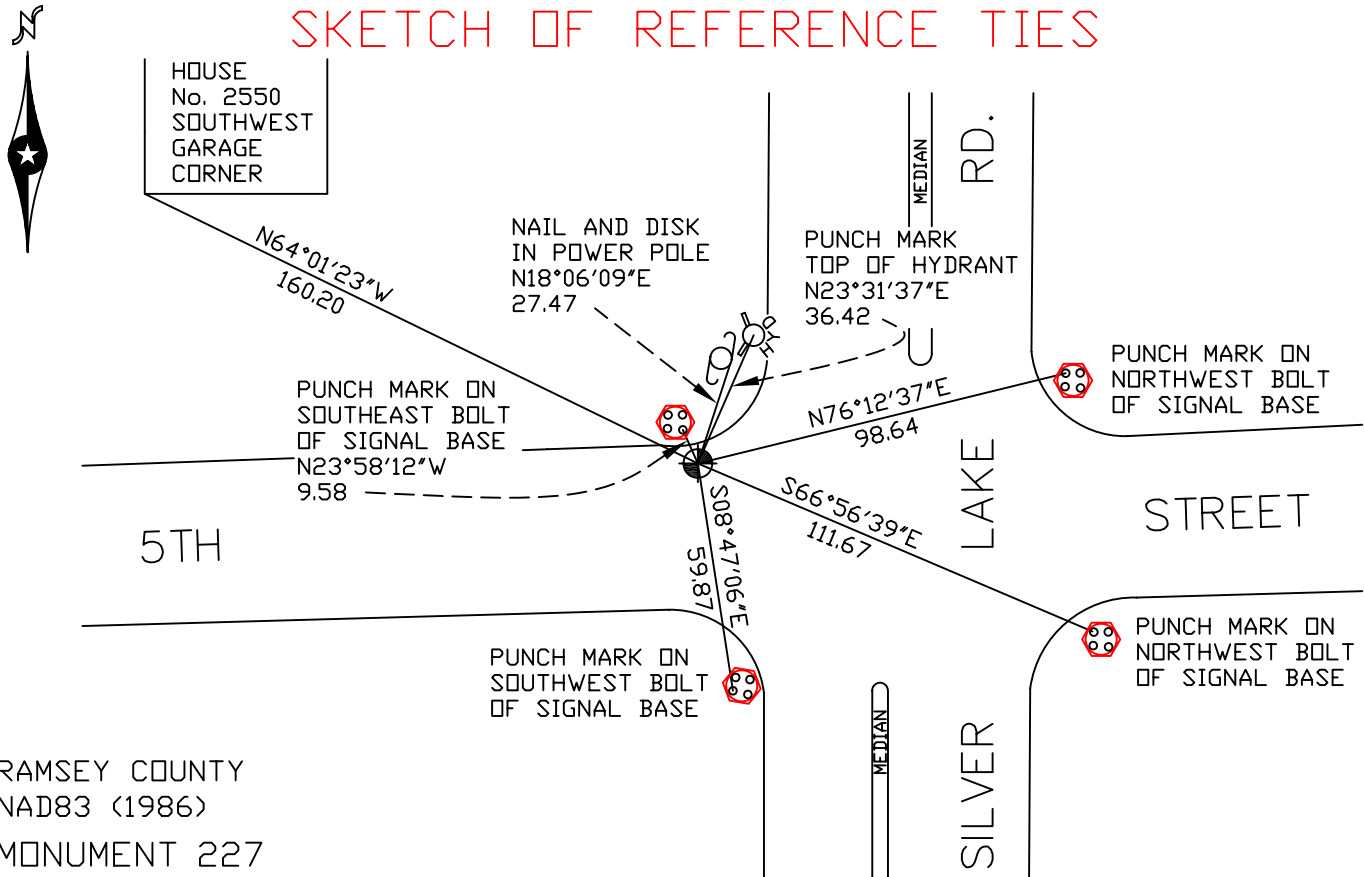 N
SKETCH OF REFERENCE TIES
HOUSE
No. 2550
SOUTHWEST
GARAGE
CORNER
N64°01'23"W
160.20
NAIL AND DISK
IN POWER POLE
N18°06'09"E
27.47
MEDIAN
RD.
PUNCH MARK
TOP OF HYDRANT
N23°31'37"E
36.42
HYD
PUNCH MARK ON
SOUTHEAST BOLT
OF SIGNAL BASE
N23°58'12"W
9.58
N76°12'37"E
98.64
PUNCH MARK ON
NORTHWEST BOLT
OF SIGNAL BASE
5TH
S08°47'06"E
59.87
S66°56'39"E
111.67
LAKE
STREET
PUNCH MARK ON
SOUTHWEST BOLT
OF SIGNAL BASE
PUNCH MARK ON
NORTHWEST BOLT
OF SIGNAL BASE
MEDIAN
SILVER
RAMSEY COUNTY
NAD83 (1986)
MONUMENT 227